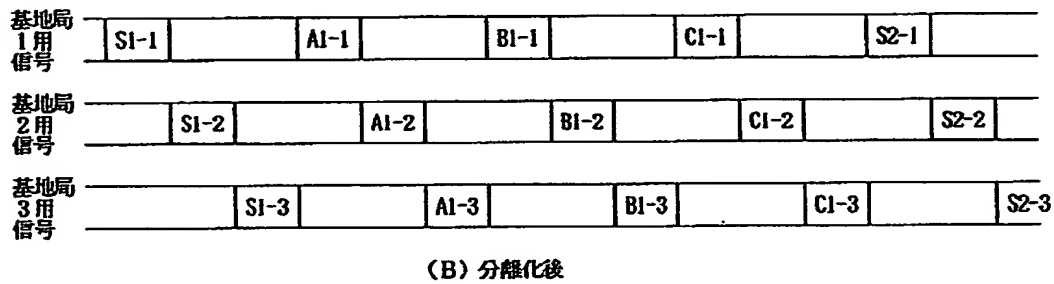 基地局
1用
信号
S1-1 A1-1 B1-1 C1-1 S2-1
基地局
2用
信号
S1-2 A1-2 B1-2 C1-2 S2-2
基地局
3用
信号
S1-3 A1-3 B1-3 C1-3 S2-3
(B) 分離化後